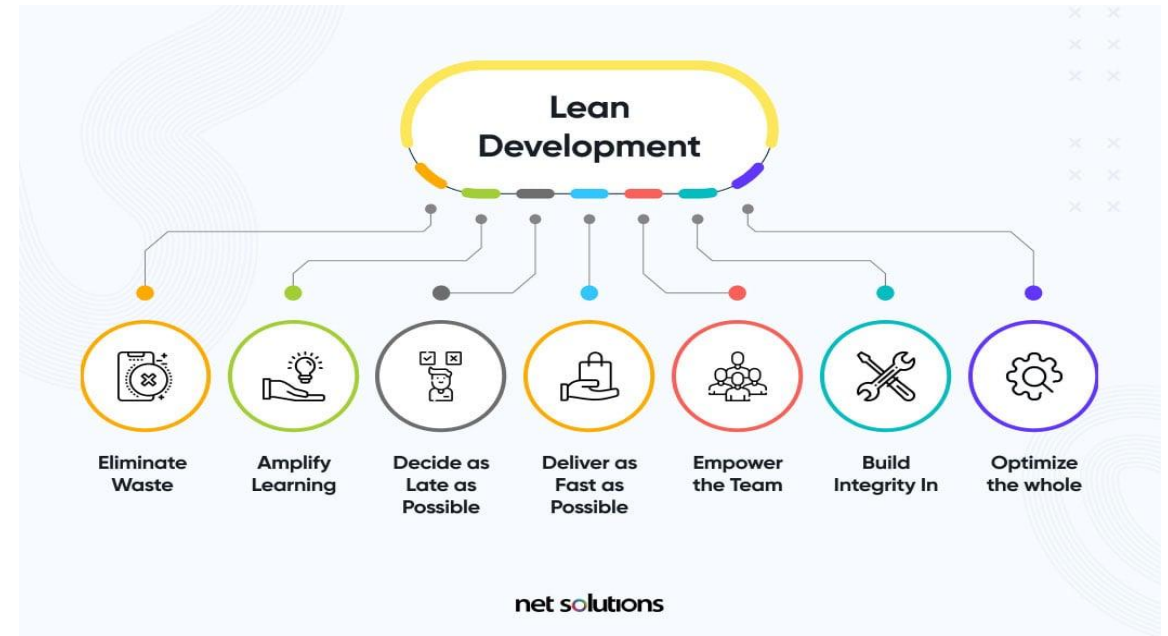 Lean
Development
Eliminate
Waste
Amplify
Learning
Decide as
Late as
Possible
Deliver as
Fast as
Possible
Empower
the Team
Build
Integrity In
Optimize
the whole
net solutions